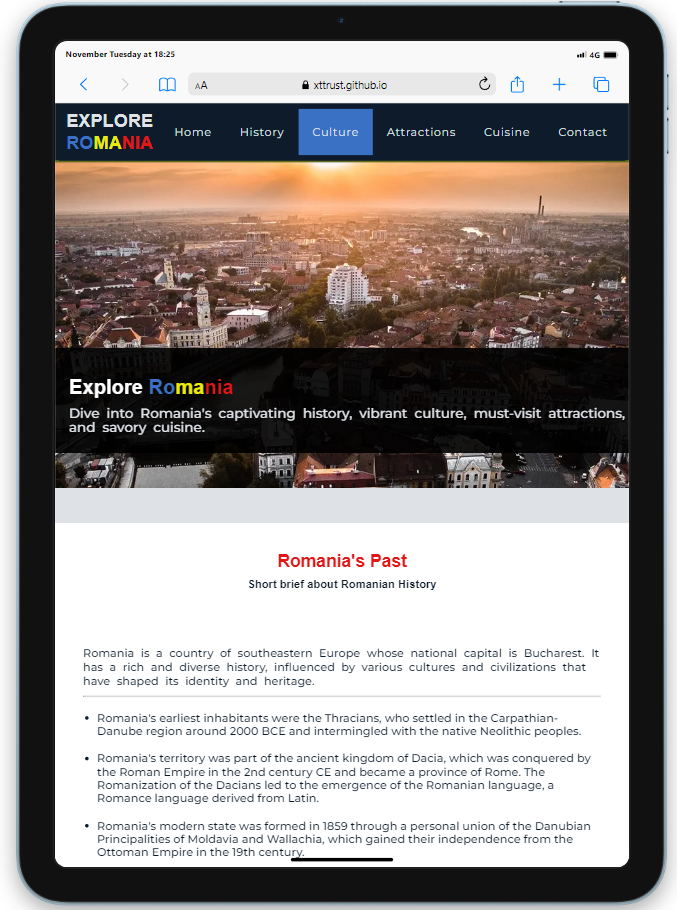 November Tuesday at 18:25
4G
AA
xttrust.github.io
EXPLORE
ROMANIA
Home
History
Culture
Attractions
Cuisine
Contact
Explore Romania
Dive into Romania's captivating history, vibrant culture, must-visit attractions,
and savory cuisine.
Romania's Past
Short brief about Romanian History
Romania is a country of southeastern Europe whose national capital is Bucharest. It
has a rich and diverse history, influenced by various cultures and civilizations that
have shaped its identity and heritage.
• Romania's earliest inhabitants were the Thracians, who settled in the Carpathian-
Danube region around 2000 BCE and intermingled with the native Neolithic peoples.
• Romania's territory was part of the ancient kingdom of Dacia, which was conquered by
the Roman Empire in the 2nd century CE and became a province of Rome. The
Romanization of the Dacians led to the emergence of the Romanian language, a
Romance language derived from Latin.
• Romania's modern state was formed in 1859 through a personal union of the Danubian
Principalities of Moldavia and Wallachia, which gained their independence from the
Ottoman Empire in the 19th century.